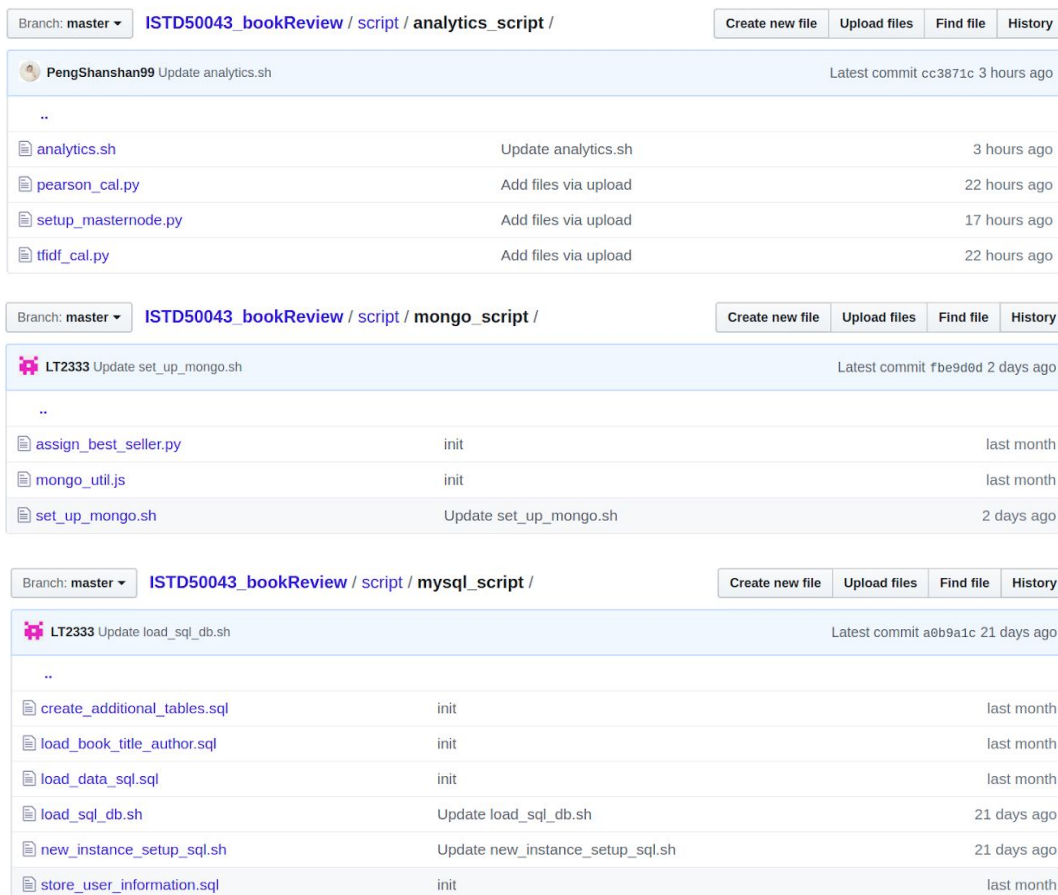 Branch: master ISTD50043_bookReview / script / analytics_script / Create new file Upload files Find file History
PengShanshan99 Update analytics.sh Latest commit cc3871c 3 hours ago
..
analytics.sh Update analytics.sh 3 hours ago
pearson_cal.py Add files via upload 22 hours ago
setup_masternode.py Add files via upload 17 hours ago
tfidf_cal.py Add files via upload 22 hours ago
Branch: master ISTD50043_bookReview / script / mongo_script / Create new file Upload files Find file History
LT2333 Update set_up_mongo.sh Latest commit fbe9d0d 2 days ago
..
assign_best_seller.py init last month
mongo_util.js init last month
set_up_mongo.sh Update set_up_mongo.sh 2 days ago
Branch: master ISTD50043_bookReview / script / mysql_script / Create new file Upload files Find file History
LT2333 Update load_sql_db.sh Latest commit a0b9a1c 21 days ago
..
create_additional_tables.sql init last month
load_book_title_author.sql init last month
load_data_sql.sql init last month
load_sql_db.sh Update load_sql_db.sh 21 days ago
new_instance_setup_sql.sh Update new_instance_setup_sql.sh 21 days ago
store_user_information.sql init last month